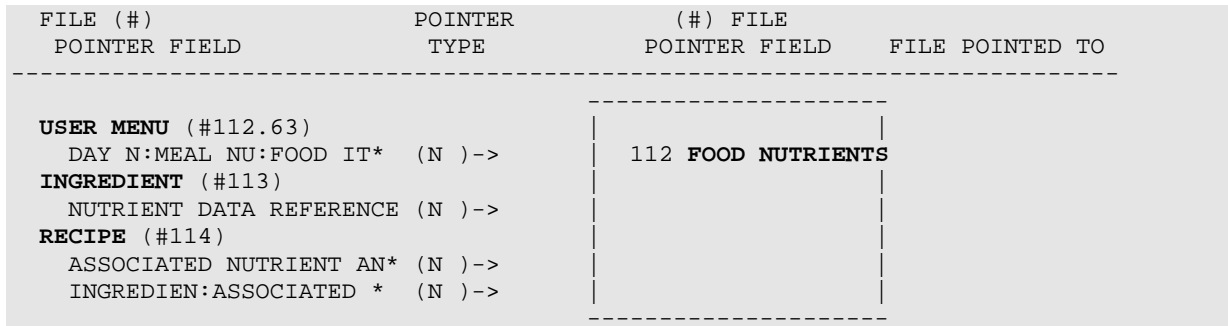 FILE (#)                   POINTER           (#) FILE
 POINTER FIELD             TYPE           POINTER FIELD    FILE POINTED TO
-----------------------------------------------------------------------------
                                        ---------------------
USER MENU (#112.63)                     |                   |
  DAY N:MEAL NU:FOOD IT*  (N )->        |  112 FOOD NUTRIENTS
INGREDIENT (#113)                       |                   |
  NUTRIENT DATA REFERENCE (N )->        |                   |
RECIPE (#114)                           |                   |
  ASSOCIATED NUTRIENT AN* (N )->        |                   |
  INGREDIEN:ASSOCIATED *  (N )->        |                   |
                                        ---------------------